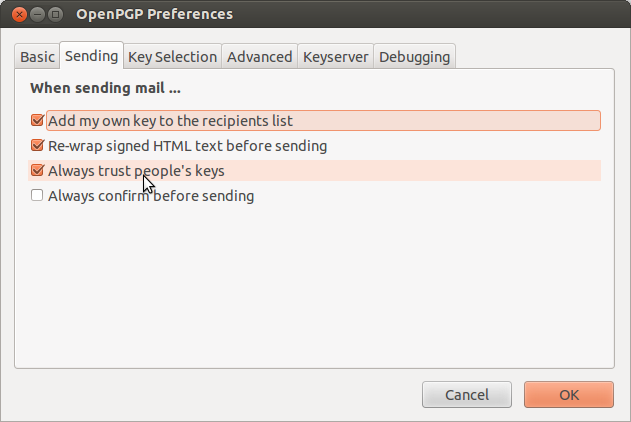 OpenPGP Preferences
Basic Sending Key Selection Advanced Keyserver Debugging
When sending mail ...
Add my own key to the recipients list
Re-wrap signed HTML text before sending
Always trust people's keys
Always confirm before sending
Cancel OK